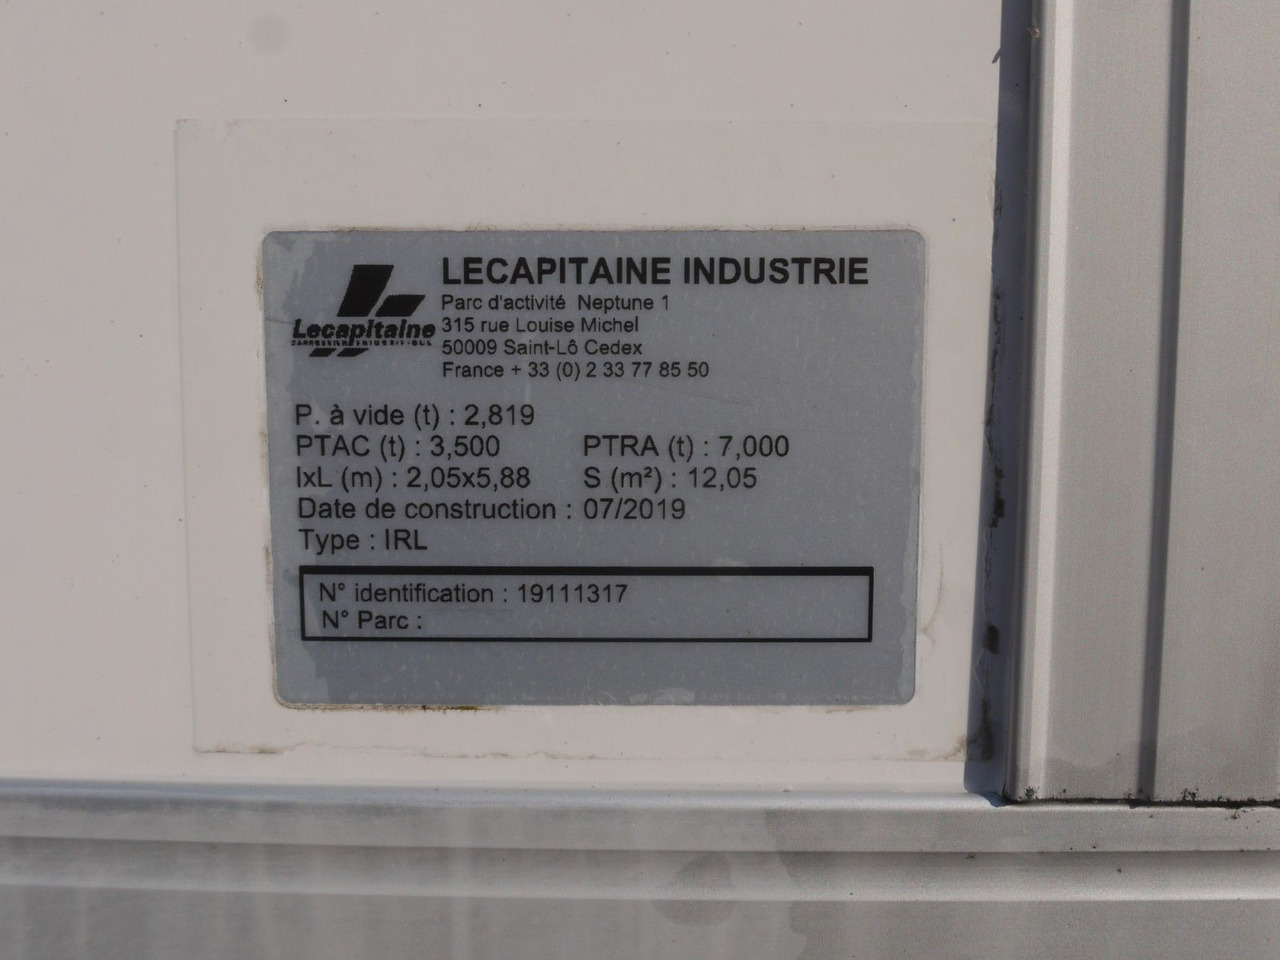 LECAPITAINE INDUSTRIE
Parc d'activité Neptune 1
315 rue Louise Michel
50009 Saint-Lô Cedex
France + 33 (0) 2 33 77 85 50
Lecapitaine
P. à vide (t) : 2,819
PTAC (t) : 3,500 PTRA (t) : 7,000
lxL (m) : 2,05x5,88 S (m²) : 12,05
Date de construction : 07/2019
Type : IRL
N° identification : 19111317
N° Parc :